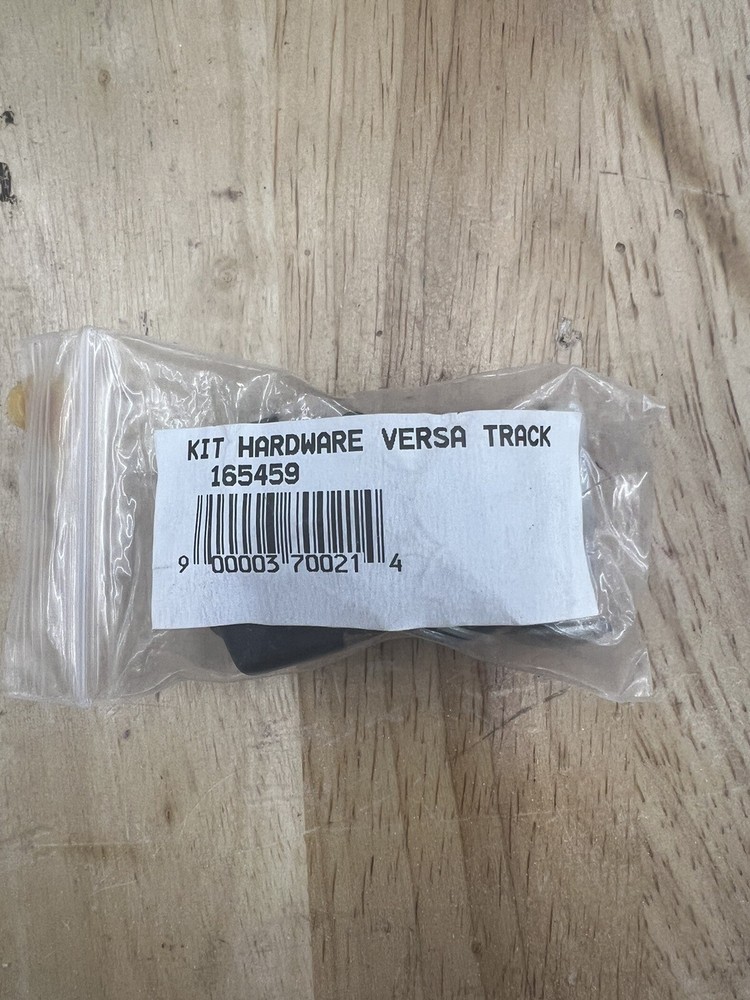 KIT HARDWARE VERSA TRACK
165459
9 00003 70021 4